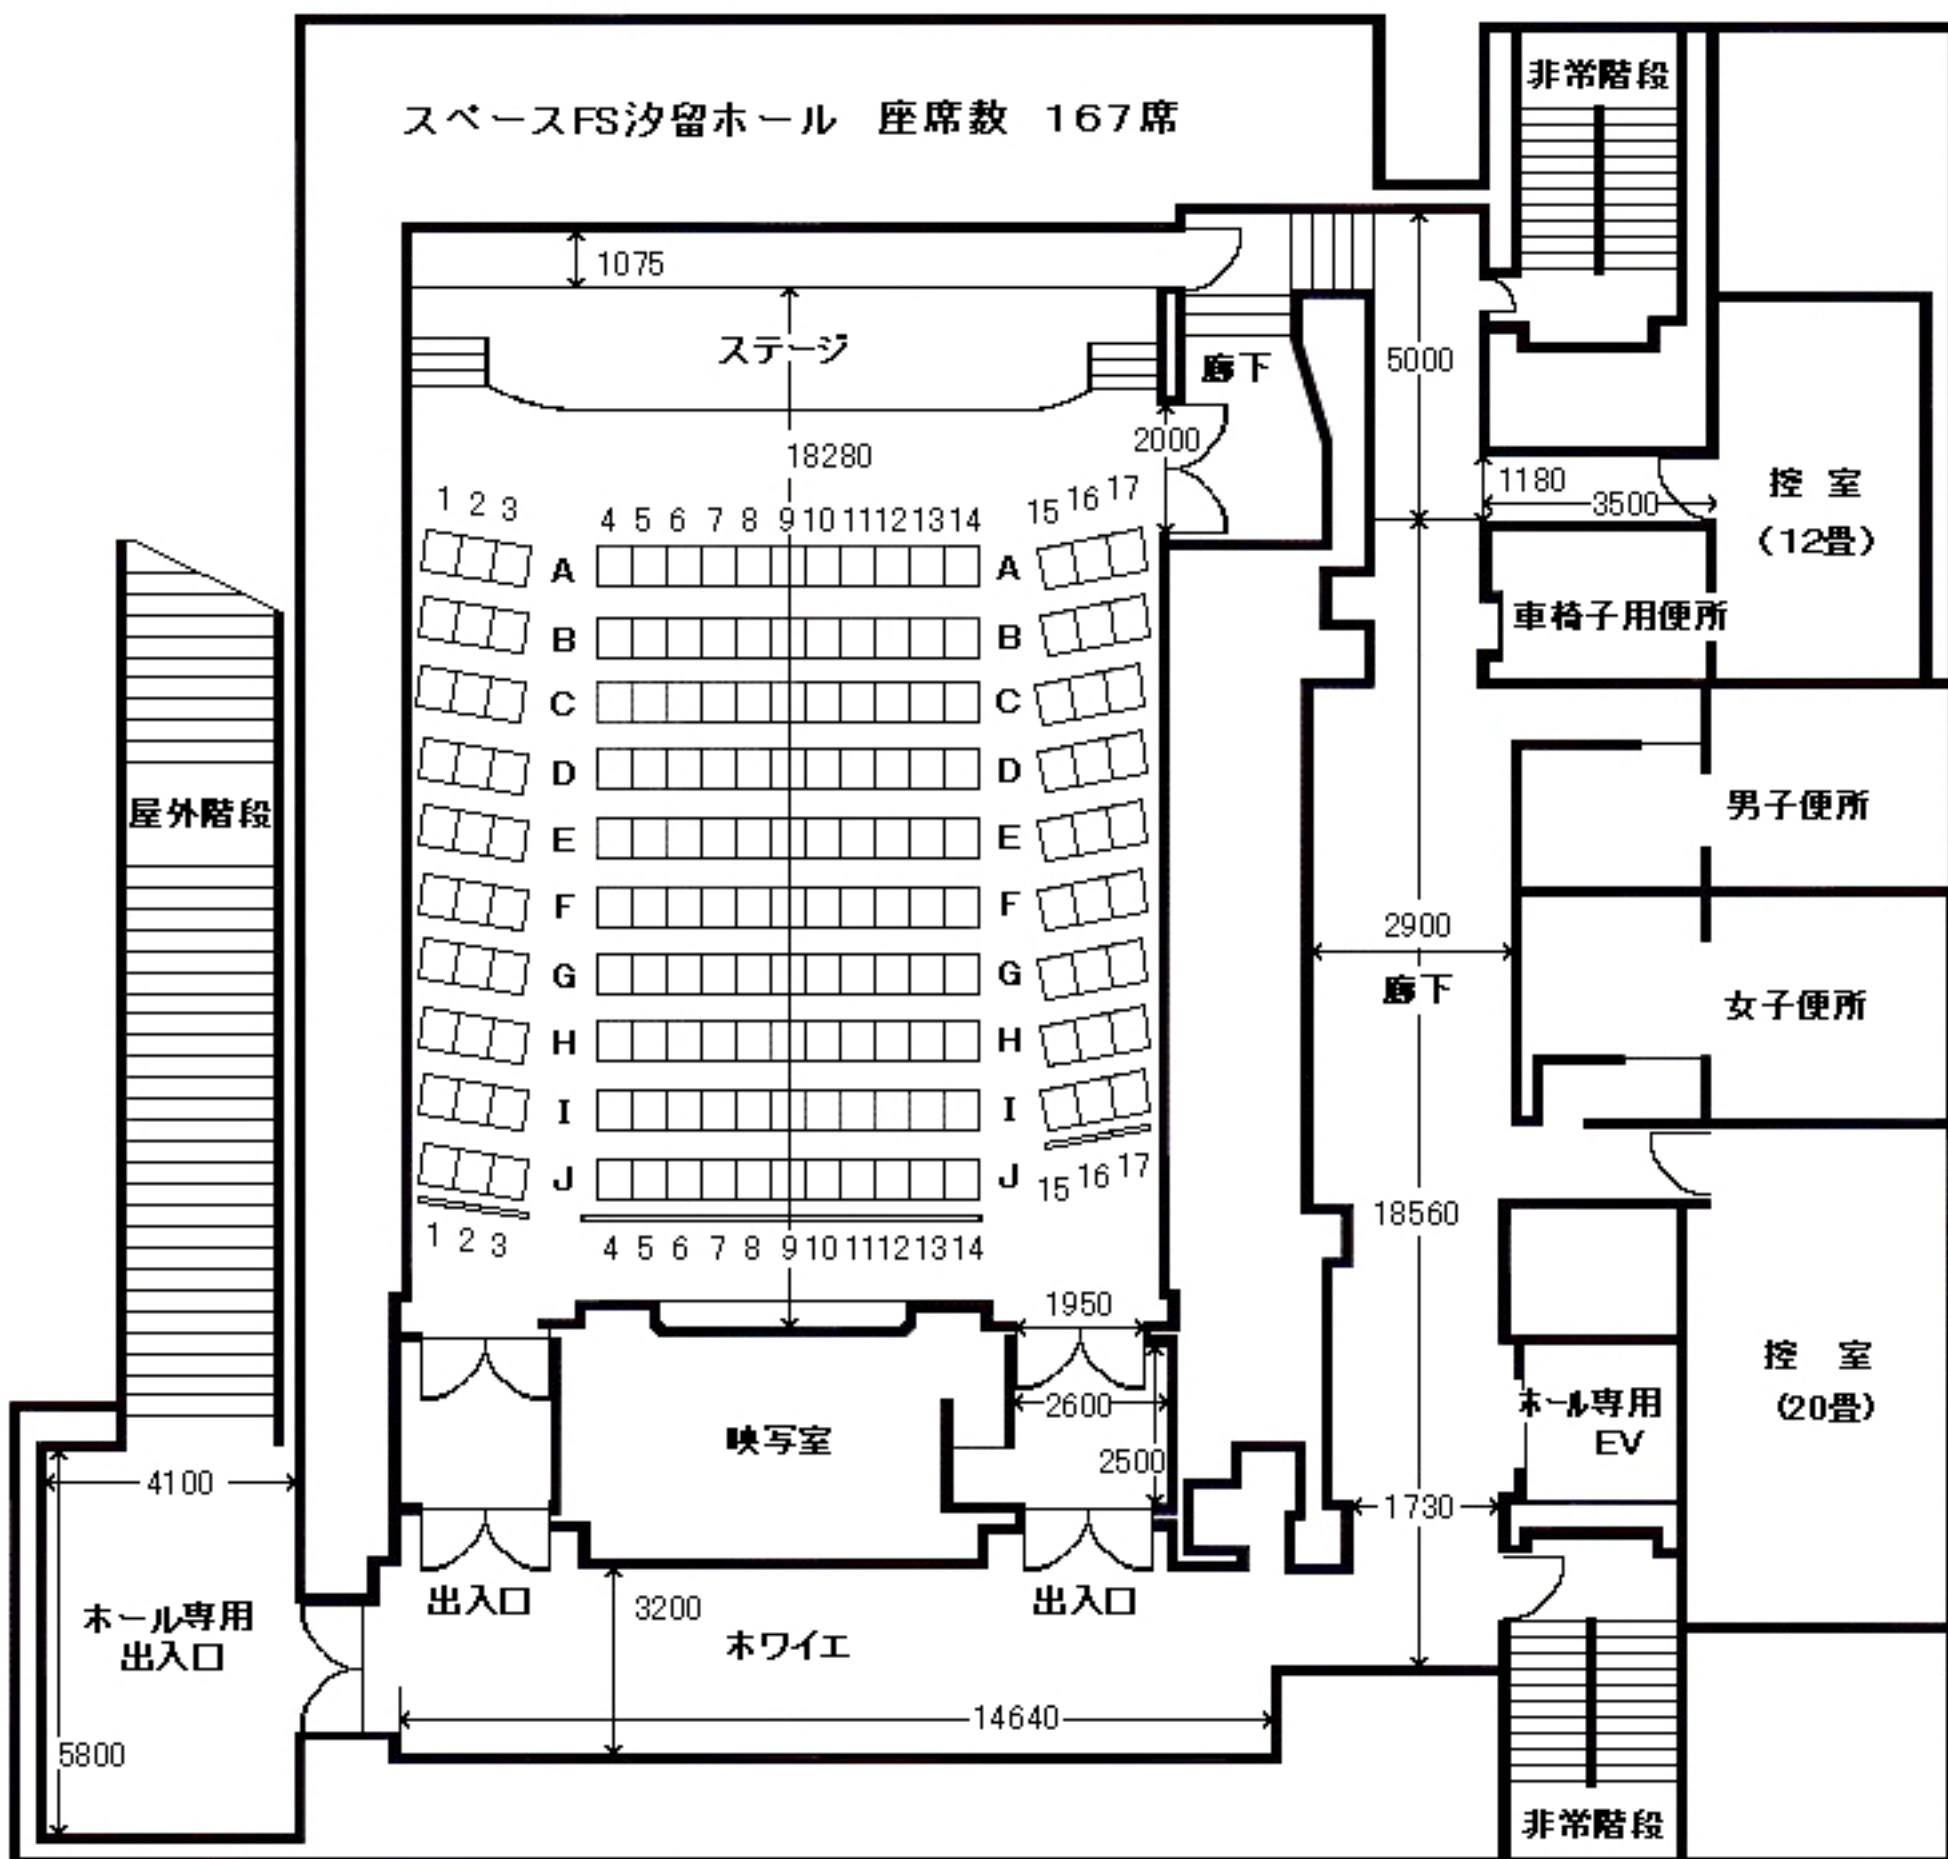 スペースFS汐留ホール 座席数 167席
非常階段
1075
ステージ
廊下
5000
2000
18280
1180
3500
控 室
(12畳)
1 2 3
4 5 6 7 8 9 10 11 12 13 14
15 16 17
A A
B B
車椅子用便所
C C
D D
屋外階段
男子便所
E E
F F
2900
廊下
G G
女子便所
H H
I I
J J
15 16 17
18560
1 2 3
4 5 6 7 8 9 10 11 12 13 14
1950
控 室
(20畳)
2600
ホール専用
EV
映写室
2500
4100
1730
出入口
出入口
3200
ホール専用
出入口
ホワイエ
14640
5800
非常階段